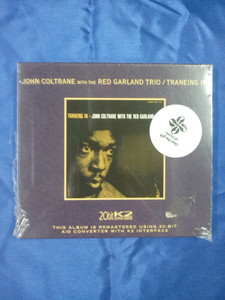 JOHN COLTRANE WITH THE RED GARLAND TRIO / TRANEING I
TRANEING IN - JOHN COLTRANE WITH THE RED GARLAND
20bit K2
THIS ALBUM IS REMASTERED USING 20-BIT
A/D CONVERTER WITH K2 INTERFACE